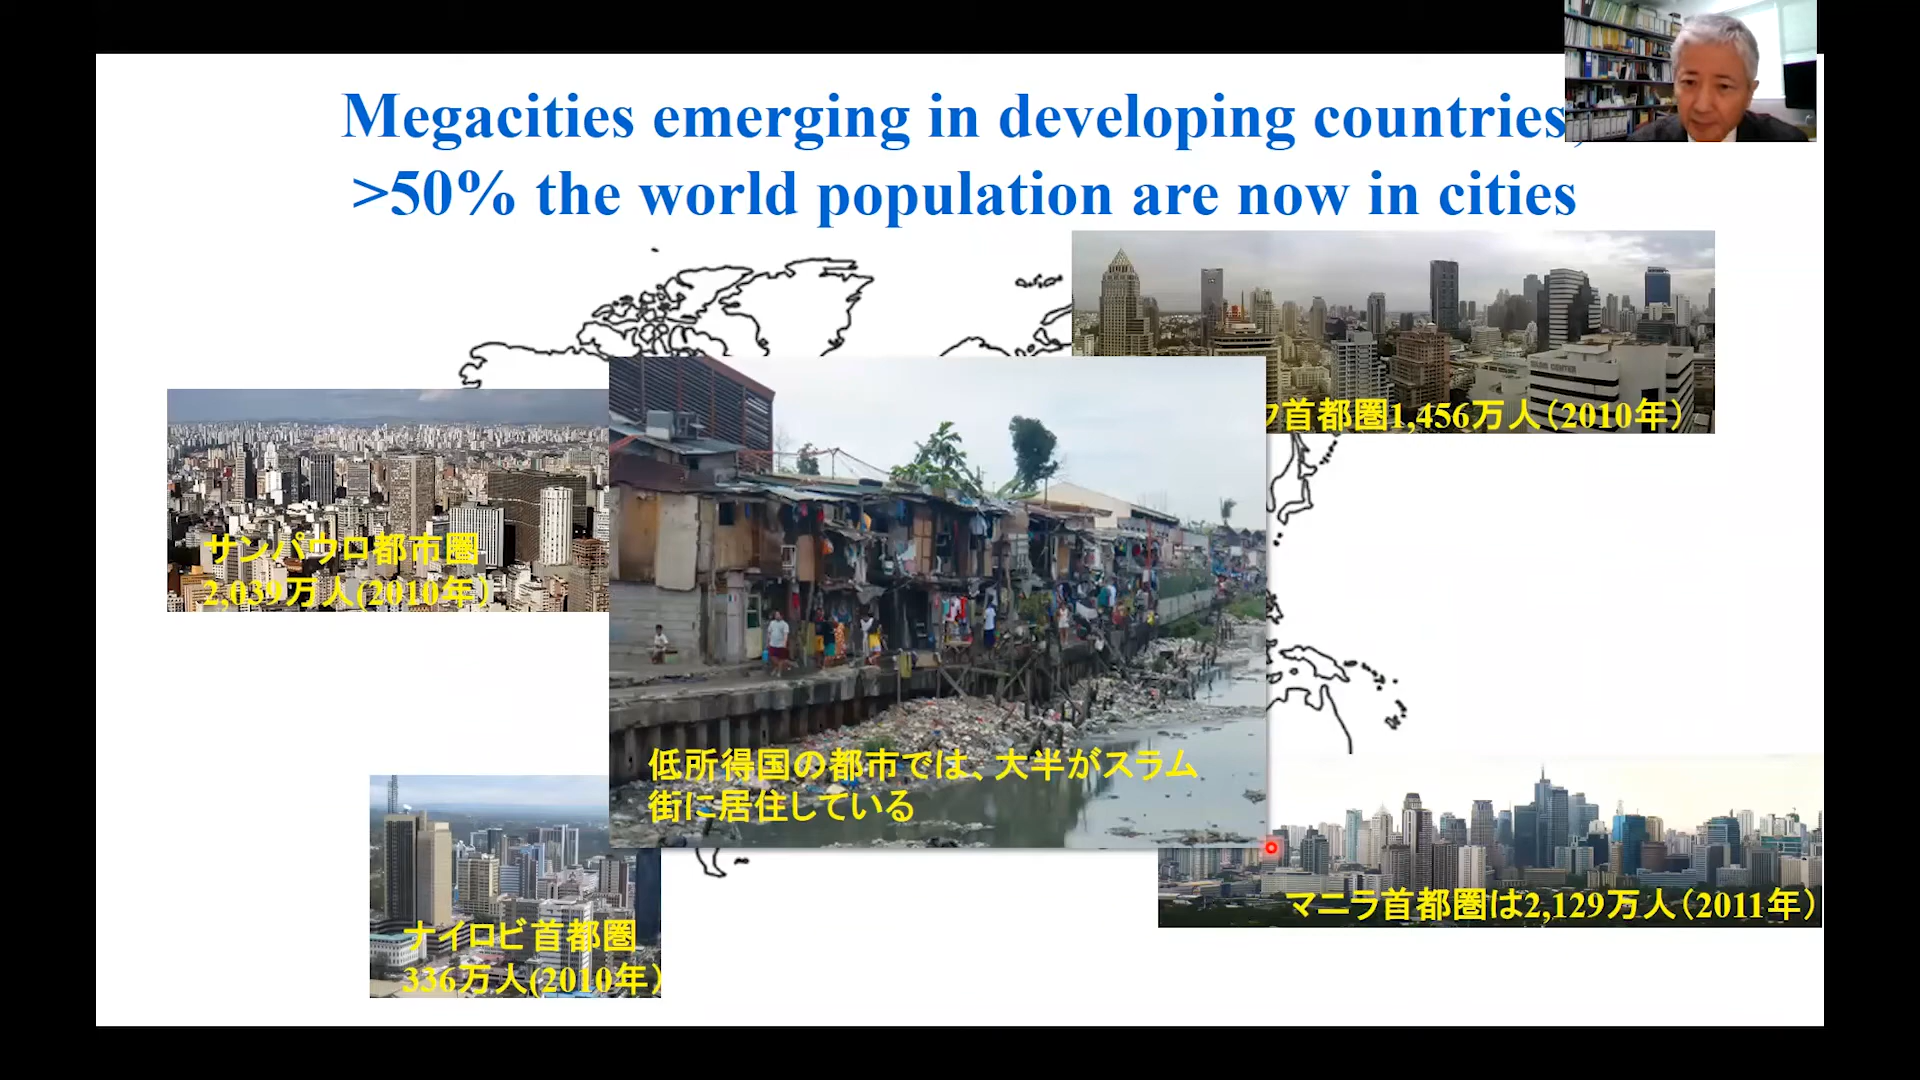 Megacities emerging in developing countries,
>50% the world population are now in cities
ク首都圏1,456万人（2010年）
サンパウロ都市圏
2,039万人(2010年）
低所得国の都市では、大半がスラム
街に居住している
マニラ首都圏は2,129万人（2011年）
ナイロビ首都圏
336万人(2010年）